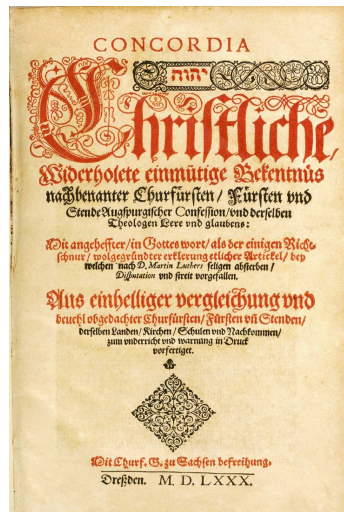 CONCORDIA
יהוה
Christliche,
Widerholete einmütige Bekentnüs
nachbenanter Churfürsten / Fürsten vnd
Stende Augspurgischer Confession / vnd derselben
Theologen Lere vnd glaubens:
Mit angeheffter / in Gottes wort / als der einigen Richt=
schnur / wolgegründter erklerung etlicher Artickel / bey
welchen nach D. Martin Luthers seligen absterben /
Disputation vnd streit vorgefallen.
Aus einhelliger vergleichung vnd
beuehl obgedachter Churfürsten / Fürsten vñ Stenden /
derselben Landen / Kirchen / Schulen vnd Nachkommen /
zum vnderricht vnd warnung in Druck
vorfertiget.
Mit Churf. G. zu Sachsen befreihung.
Dreßden. M. D. LXXX.